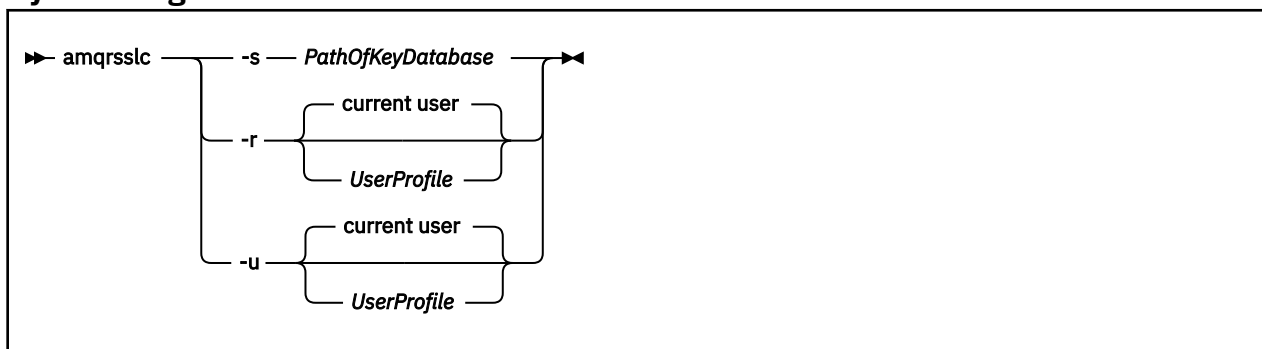 amqrsslc -s PathOfKeyDatabase
current user
-r
UserProfile
current user
-u
UserProfile